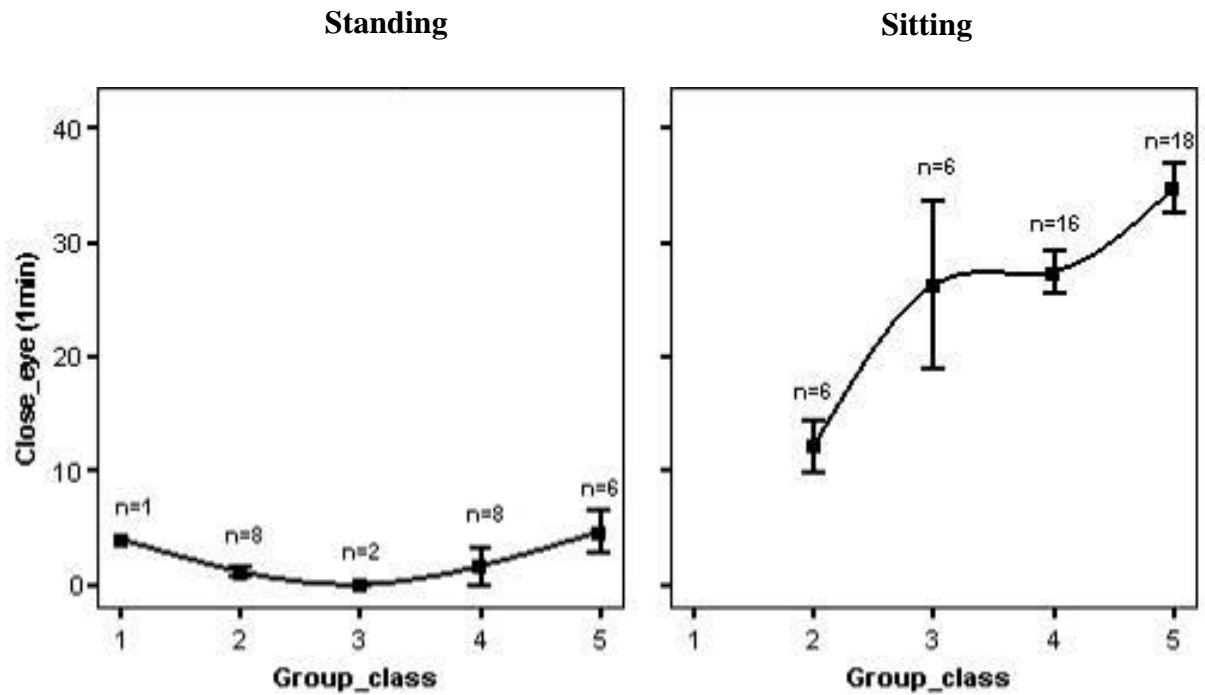 Standing
Sitting
Close_eye (1min)
40
30
20
10
0
n=1
n=8
n=2
n=8
n=6
1 2 3 4 5
Group_class
n=6
n=6
n=16
n=18
1 2 3 4 5
Group_class